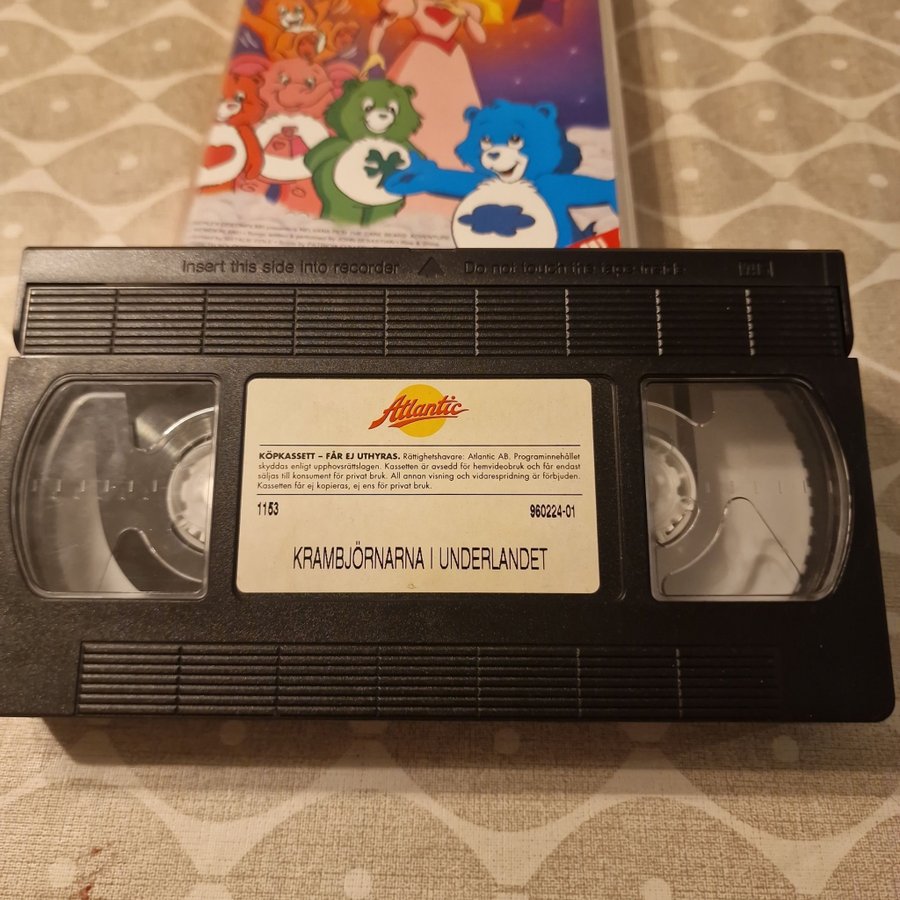 Insert this side into recorder △ Do not touch the tape inside
Atlantic
KÖPKASSETT – FÅR EJ UTHYRAS. Rättighetshavare: Atlantic AB. Programinnehållet
skyddas enligt upphovsrättslagen. Kassetten är avsedd för hemvideobruk och får endast
säljas till konsument för privat bruk. All annan visning och vidarespridning är förbjuden.
Kassetten får ej kopieras, ej ens för privat bruk.
1153 960224-01
KRAMBJÖRNARNA I UNDERLANDET